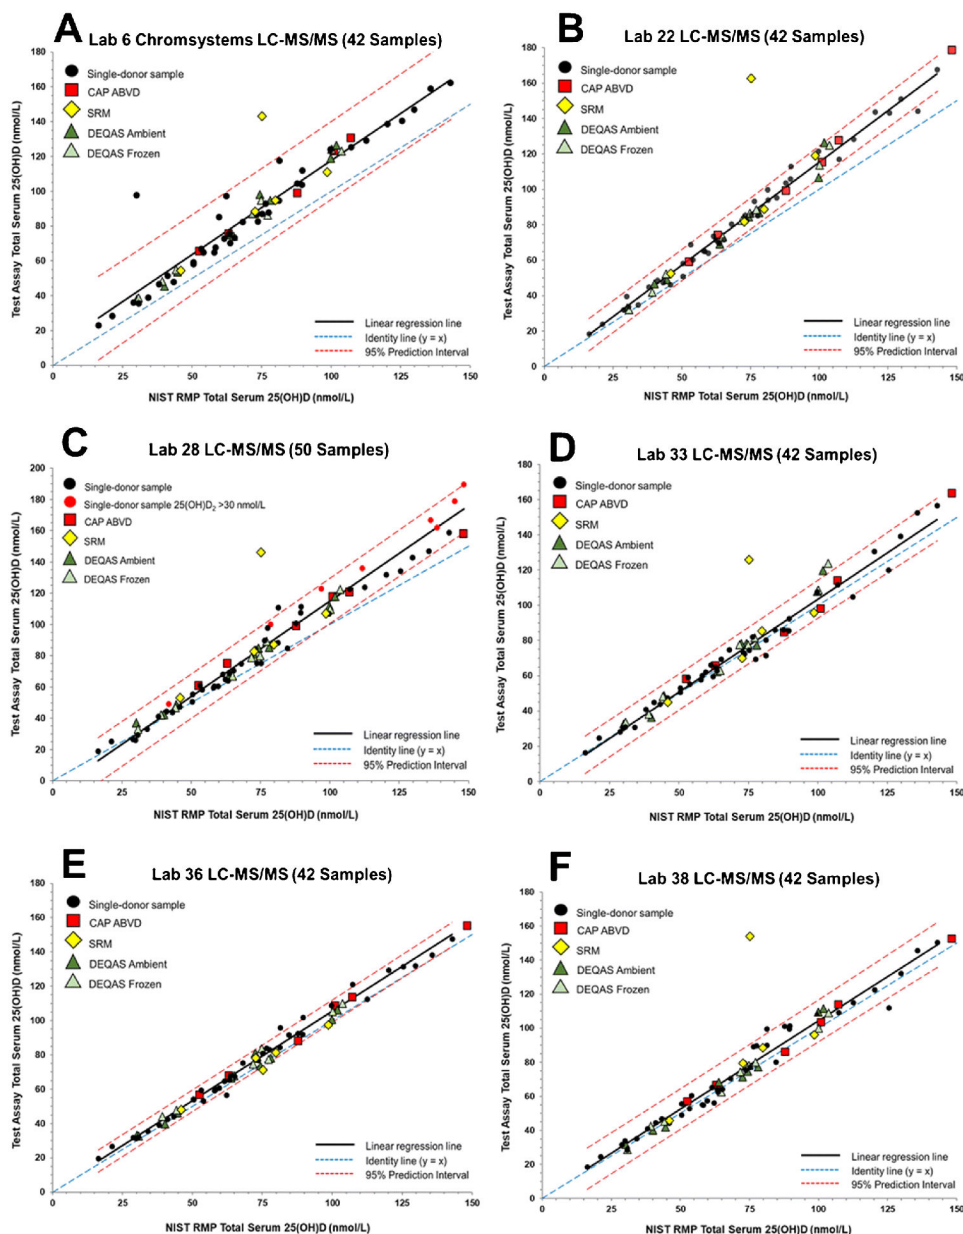 A
Lab 6 Chromsystems LC-MS/MS (42 Samples)
180
160
140
120
100
80
60
40
20
0
Test Assay Total Serum 25(OH)D (nmol/L)
Single-donor sample
CAP ABVD
SRM
DEQAS Ambient
DEQAS Frozen
Linear regression line
Identity line (y = x)
95% Prediction Interval
0 25 50 75 100 125 150
NIST RMP Total Serum 25(OH)D (nmol/L)
B
Lab 22 LC-MS/MS (42 Samples)
180
160
140
120
100
80
60
40
20
0
Test Assay Total Serum 25(OH)D (nmol/L)
Single-donor sample
CAP ABVD
SRM
DEQAS Ambient
DEQAS Frozen
Linear regression line
Identity line (y = x)
95% Prediction Interval
0 25 50 75 100 125 150
NIST RMP Total Serum 25(OH)D (nmol/L)
C
Lab 28 LC-MS/MS (50 Samples)
200
180
160
140
120
100
80
60
40
20
0
Test Assay Total Serum 25(OH)D (nmol/L)
Single-donor sample
Single-donor sample 25(OH)D₂ >30 nmol/L
CAP ABVD
SRM
DEQAS Ambient
DEQAS Frozen
Linear regression line
Identity line (y = x)
95% Prediction Interval
0 25 50 75 100 125 150
NIST RMP Total Serum 25(OH)D (nmol/L)
D
Lab 33 LC-MS/MS (42 Samples)
180
160
140
120
100
80
60
40
20
0
Test Assay Total Serum 25(OH)D (nmol/L)
Single-donor sample
CAP ABVD
SRM
DEQAS Ambient
DEQAS Frozen
Linear regression line
Identity line (y = x)
95% Prediction Interval
0 25 50 75 100 125 150
NIST RMP Total Serum 25(OH)D (nmol/L)
E
Lab 36 LC-MS/MS (42 Samples)
180
160
140
120
100
80
60
40
20
0
Test Assay Total Serum 25(OH)D (nmol/L)
Single-donor sample
CAP ABVD
SRM
DEQAS Ambient
DEQAS Frozen
Linear regression line
Identity line (y = x)
95% Prediction Interval
0 25 50 75 100 125 150
NIST RMP Total Serum 25(OH)D (nmol/L)
F
Lab 38 LC-MS/MS (42 Samples)
180
160
140
120
100
80
60
40
20
0
Test Assay Total Serum 25(OH)D (nmol/L)
Single-donor sample
CAP ABVD
SRM
DEQAS Ambient
DEQAS Frozen
Linear regression line
Identity line (y = x)
95% Prediction Interval
0 25 50 75 100 125 150
NIST RMP Total Serum 25(OH)D (nmol/L)